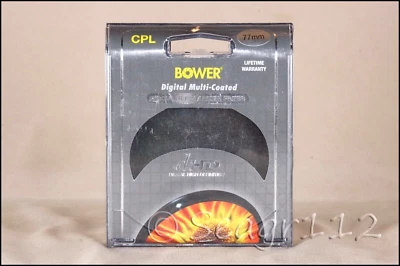 CPL
77mm
BOWER®
LIFETIME
WARRANTY
Digital Multi-Coated
© Seagr112